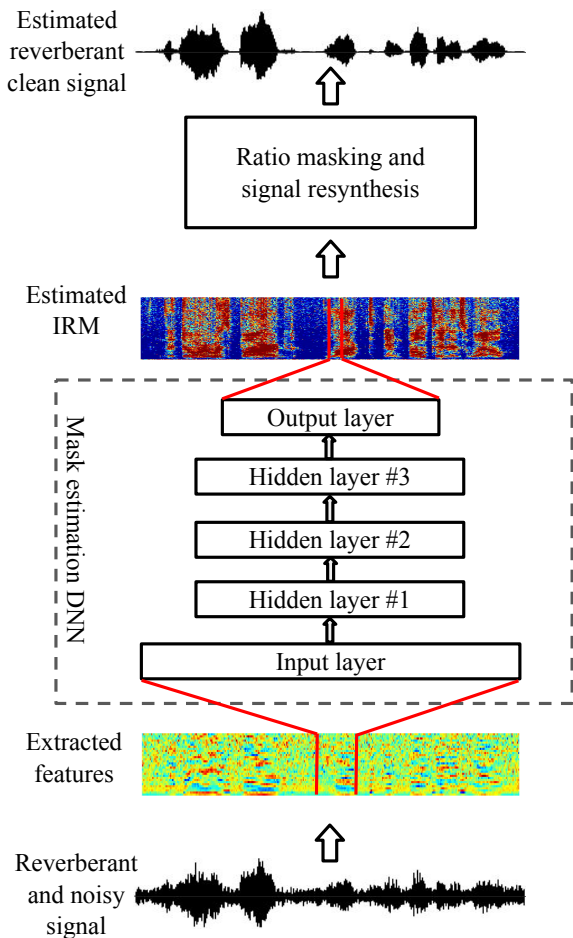 Estimated
reverberant
clean signal
Ratio masking and
signal resynthesis
Estimated
IRM
Mask estimation DNN
Output layer
Hidden layer #3
Hidden layer #2
Hidden layer #1
Input layer
Extracted
features
Reverberant
and noisy
signal